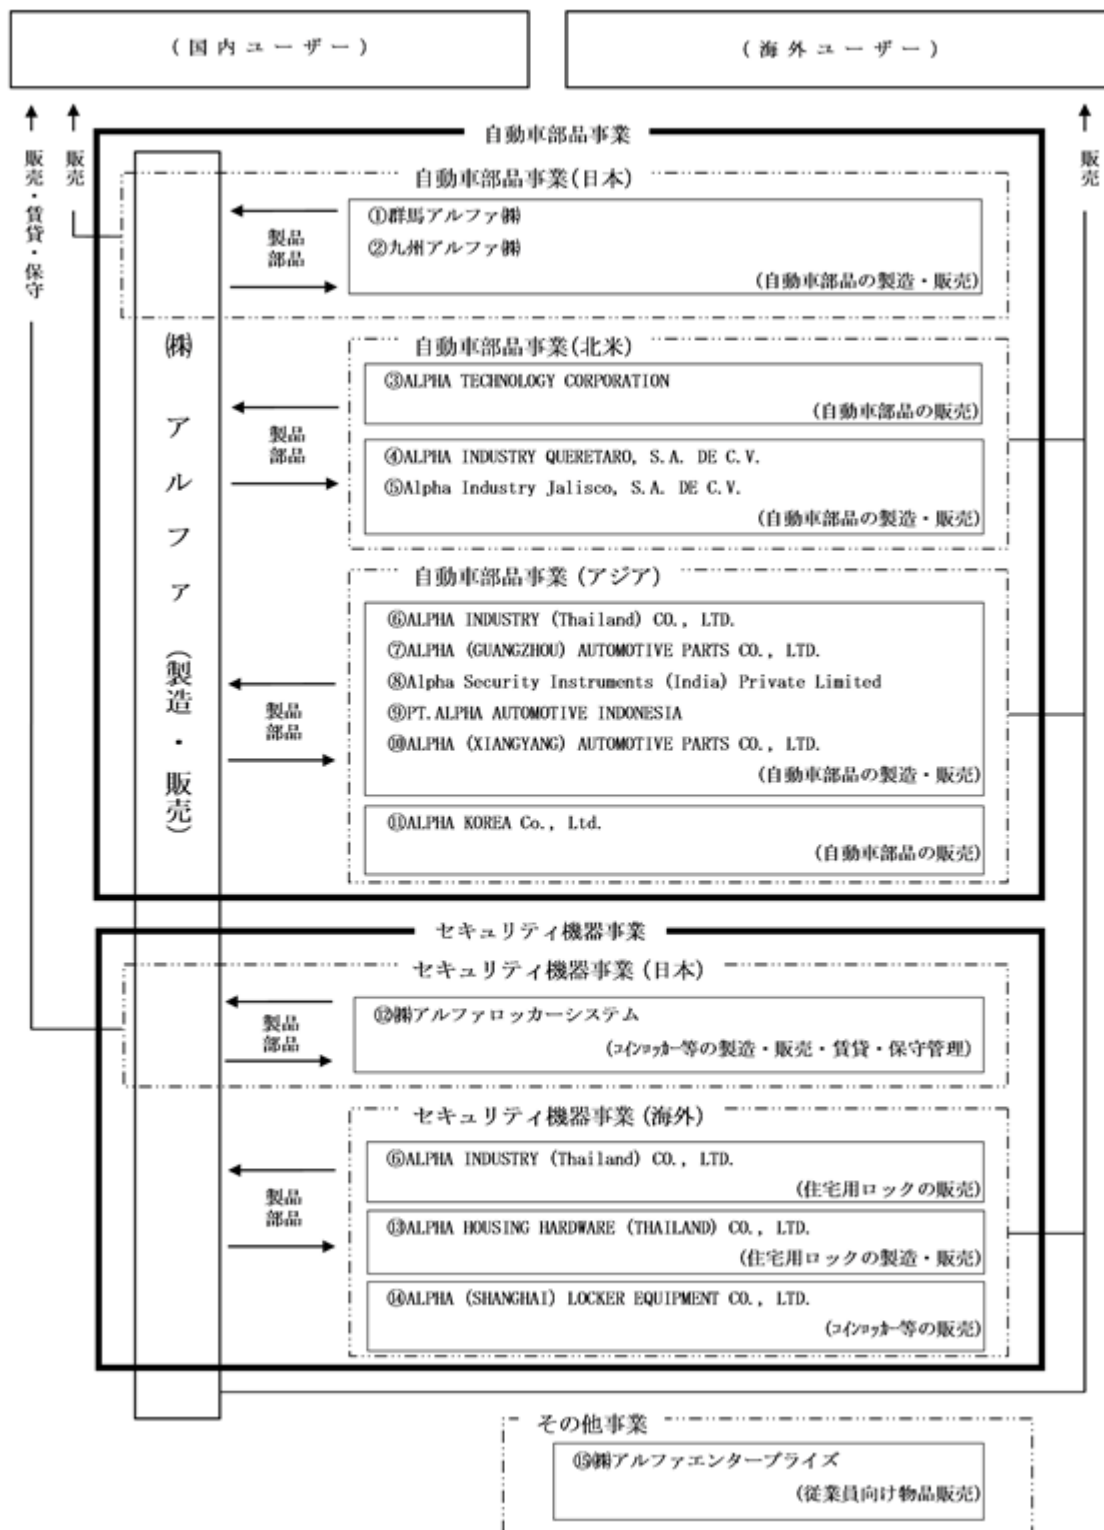 (国内ユーザー)
(海外ユーザー)
販売・賃貸・保守
販売
販売
自動車部品事業
㈱アルファ(製造・販売)
自動車部品事業(日本)
製品
部品
①群馬アルファ㈱
②九州アルファ㈱
(自動車部品の製造・販売)
自動車部品事業(北米)
製品
部品
③ALPHA TECHNOLOGY CORPORATION
(自動車部品の販売)
④ALPHA INDUSTRY QUERETARO, S.A. DE C.V.
⑤Alpha Industry Jalisco, S.A. DE C.V.
(自動車部品の製造・販売)
自動車部品事業(アジア)
製品
部品
⑥ALPHA INDUSTRY (Thailand) CO., LTD.
⑦ALPHA (GUANGZHOU) AUTOMOTIVE PARTS CO., LTD.
⑧Alpha Security Instruments (India) Private Limited
⑨PT.ALPHA AUTOMOTIVE INDONESIA
⑩ALPHA (XIANGYANG) AUTOMOTIVE PARTS CO., LTD.
(自動車部品の製造・販売)
⑪ALPHA KOREA Co., Ltd.
(自動車部品の販売)
セキュリティ機器事業
セキュリティ機器事業(日本)
製品
部品
⑫㈱アルファロッカーシステム
(ｺｲﾝﾛｯｶｰ等の製造・販売・賃貸・保守管理)
セキュリティ機器事業(海外)
製品
部品
⑥ALPHA INDUSTRY (Thailand) CO., LTD.
(住宅用ロックの販売)
⑬ALPHA HOUSING HARDWARE (THAILAND) CO., LTD.
(住宅用ロックの製造・販売)
⑭ALPHA (SHANGHAI) LOCKER EQUIPMENT CO., LTD.
(ｺｲﾝﾛｯｶｰ等の販売)
その他事業
⑮㈱アルファエンタープライズ
(従業員向け物品販売)